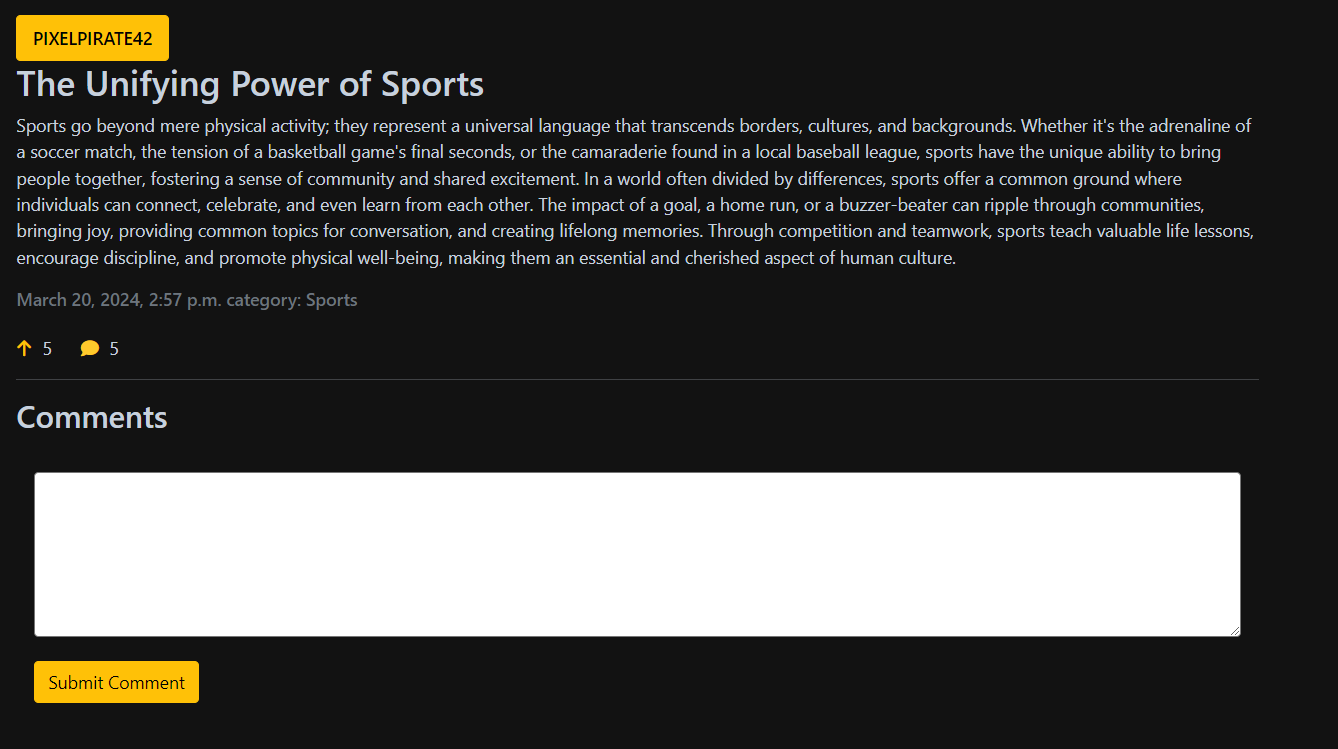 PIXELPIRATE42
The Unifying Power of Sports
Sports go beyond mere physical activity; they represent a universal language that transcends borders, cultures, and backgrounds. Whether it's the adrenaline of
a soccer match, the tension of a basketball game's final seconds, or the camaraderie found in a local baseball league, sports have the unique ability to bring
people together, fostering a sense of community and shared excitement. In a world often divided by differences, sports offer a common ground where
individuals can connect, celebrate, and even learn from each other. The impact of a goal, a home run, or a buzzer-beater can ripple through communities,
bringing joy, providing common topics for conversation, and creating lifelong memories. Through competition and teamwork, sports teach valuable life lessons,
encourage discipline, and promote physical well-being, making them an essential and cherished aspect of human culture.
March 20, 2024, 2:57 p.m. category: Sports
5 5
Comments
Submit Comment